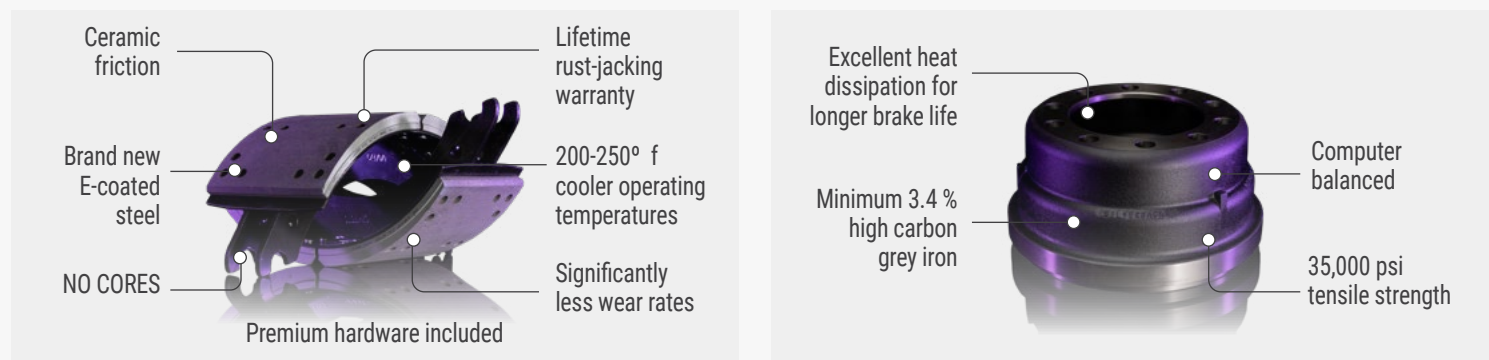 Ceramic
friction
Brand new
E-coated
steel
NO CORES
Lifetime
rust-jacking
warranty
200-250º f
cooler operating
temperatures
Significantly
less wear rates
Premium hardware included
Excellent heat
dissipation for
longer brake life
Minimum 3.4 %
high carbon
grey iron
Computer
balanced
35,000 psi
tensile strength